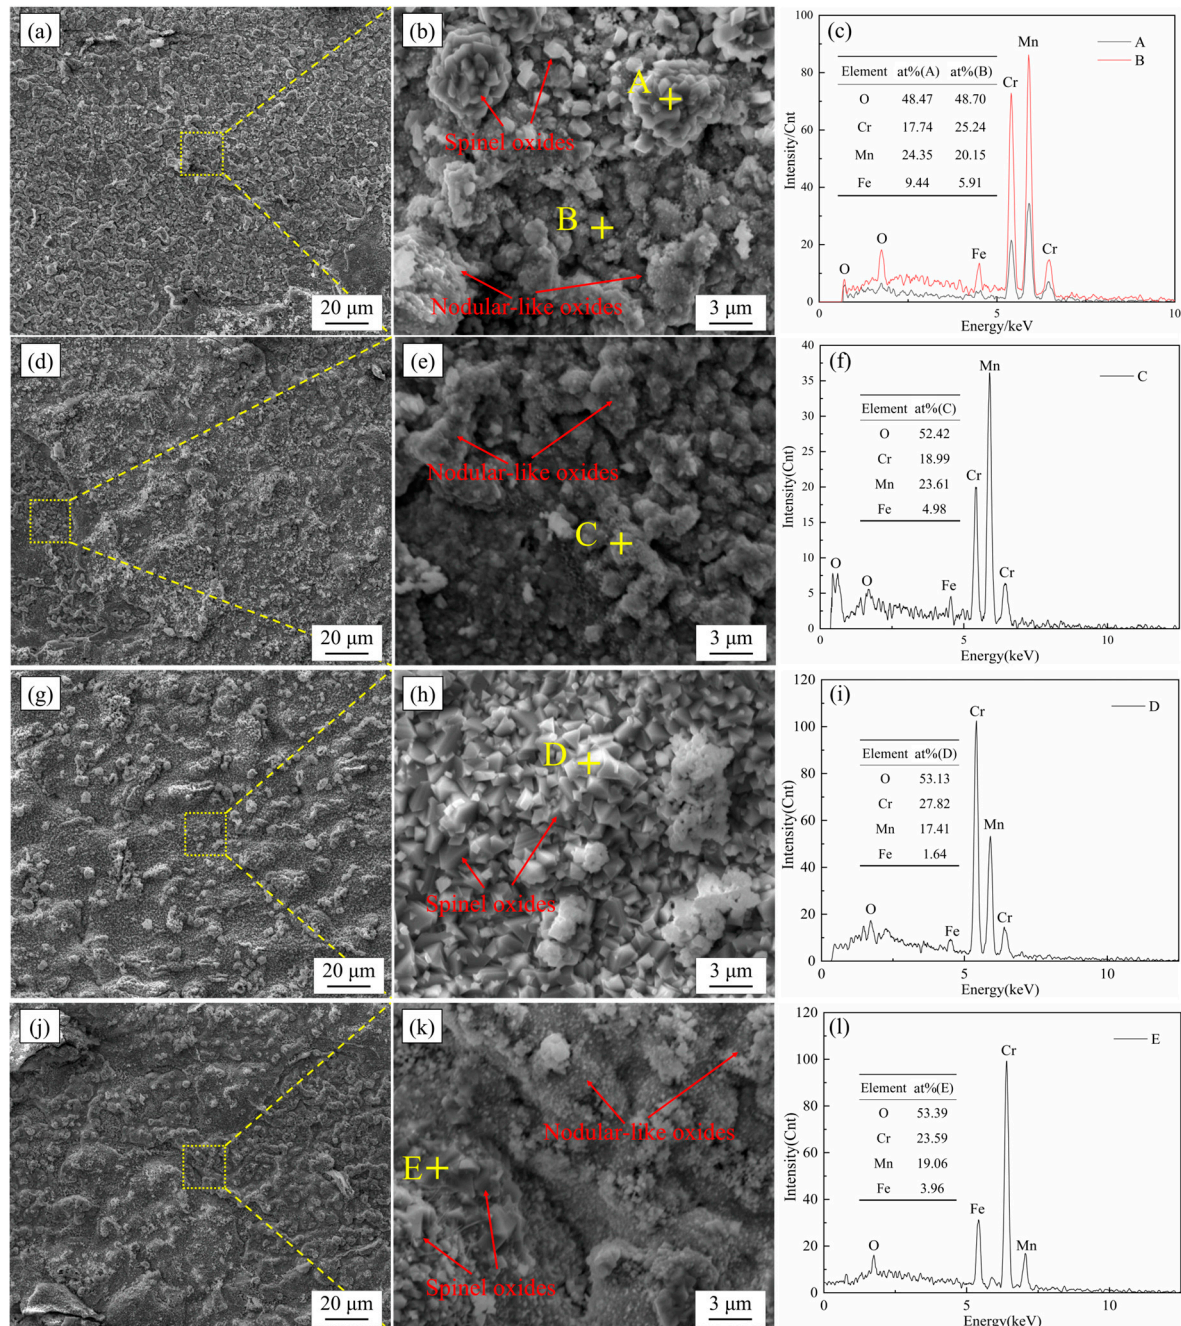 (a)
20 μm
(b)
A
Spinel oxides
B
Nodular-like oxides
3 μm
(c)
Mn
A
B
Cr
Element at%(A) at%(B)
O 48.47 48.70
Cr 17.74 25.24
Mn 24.35 20.15
Fe 9.44 5.91
O
O
Fe
Cr
100
80
60
40
20
0
0
5
10
Intensity/Cnt
Energy/keV
(d)
20 μm
(e)
Nodular-like oxides
C
3 μm
(f)
Mn
C
Element at%(C)
O 52.42
Cr 18.99
Mn 23.61
Fe 4.98
Cr
O
O
Fe
Cr
40
35
30
25
20
15
10
5
0
0
5
10
Intensity(Cnt)
Energy(keV)
(g)
20 μm
(h)
D
Spinel oxides
3 μm
(i)
Cr
D
Element at%(D)
O 53.13
Cr 27.82
Mn 17.41
Fe 1.64
Mn
O
Fe
Cr
120
100
80
60
40
20
0
0
5
10
Intensity(Cnt)
Energy(keV)
(j)
20 μm
(k)
Nodular-like oxides
E
Spinel oxides
3 μm
(l)
Cr
E
Element at%(E)
O 53.39
Cr 23.59
Mn 19.06
Fe 3.96
Fe
O
Mn
120
100
80
60
40
20
0
0
5
10
Intensity(Cnt)
Energy(keV)